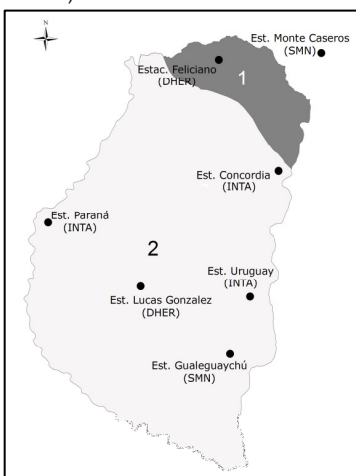 N
Est. Monte Caseros
(SMN)
Estac. Feliciano
(DHER)
1
Est. Concordia
(INTA)
Est. Paraná
(INTA)
2
Est. Uruguay
(INTA)
Est. Lucas Gonzalez
(DHER)
Est. Gualeguaychú
(SMN)